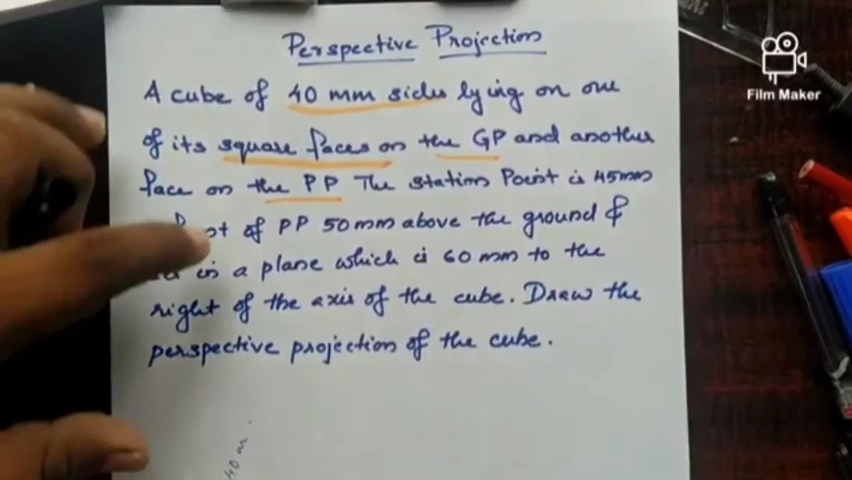 Perspective Projection
A cube of 40 mm sides lying on one
of its square faces on the GP and another
face on the PP The station Point is 45mm
of PP 50mm above the ground &
in a plane which is 60 mm to the
right of the axis of the cube. Draw the
perspective projection of the cube.
40 m.
Film Maker